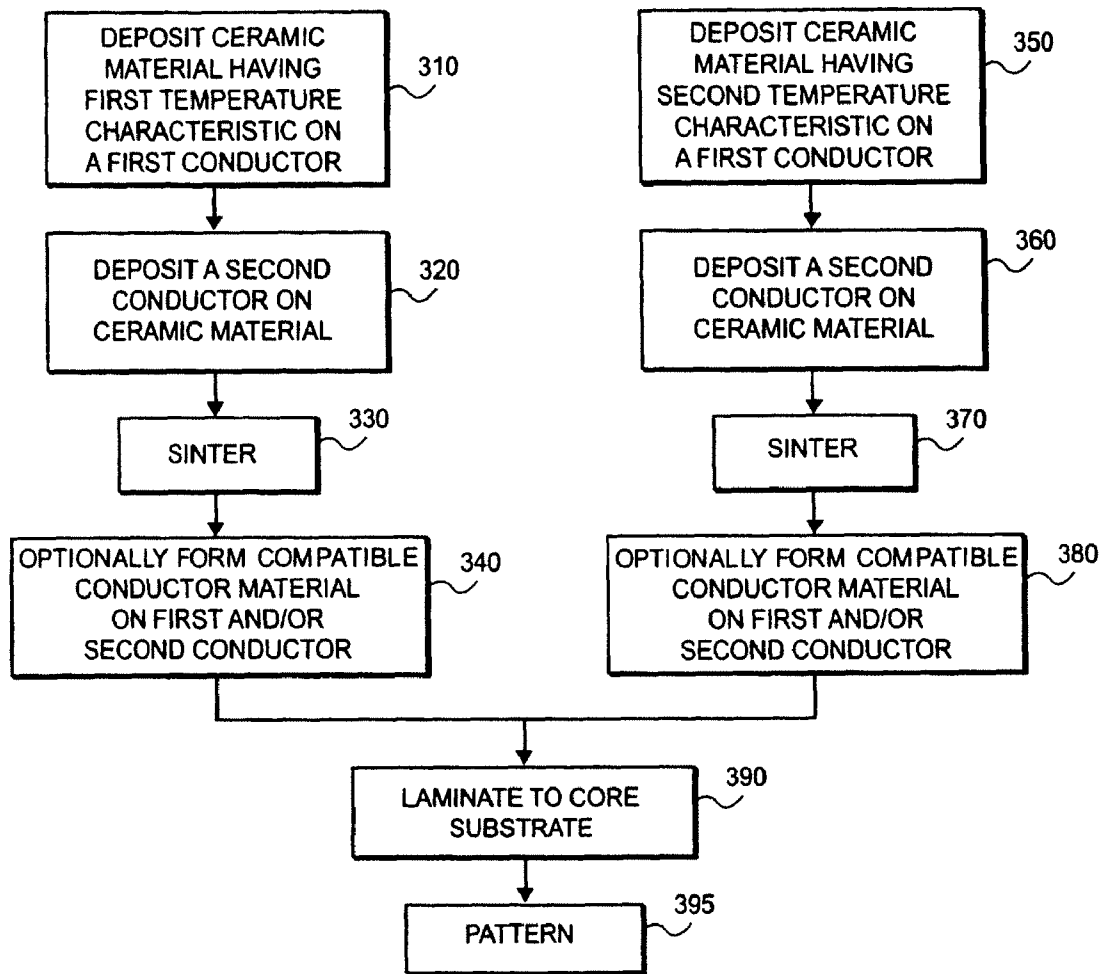 DEPOSIT CERAMIC
MATERIAL HAVING
FIRST TEMPERATURE
CHARACTERISTIC ON
A FIRST CONDUCTOR
310
DEPOSIT A SECOND
CONDUCTOR ON
CERAMIC MATERIAL
320
SINTER
330
OPTIONALLY FORM COMPATIBLE
CONDUCTOR MATERIAL
ON FIRST AND/OR
SECOND CONDUCTOR
340
DEPOSIT CERAMIC
MATERIAL HAVING
SECOND TEMPERATURE
CHARACTERISTIC ON
A FIRST CONDUCTOR
350
DEPOSIT A SECOND
CONDUCTOR ON
CERAMIC MATERIAL
360
SINTER
370
OPTIONALLY FORM COMPATIBLE
CONDUCTOR MATERIAL
ON FIRST AND/OR
SECOND CONDUCTOR
380
LAMINATE TO CORE
SUBSTRATE
390
PATTERN
395